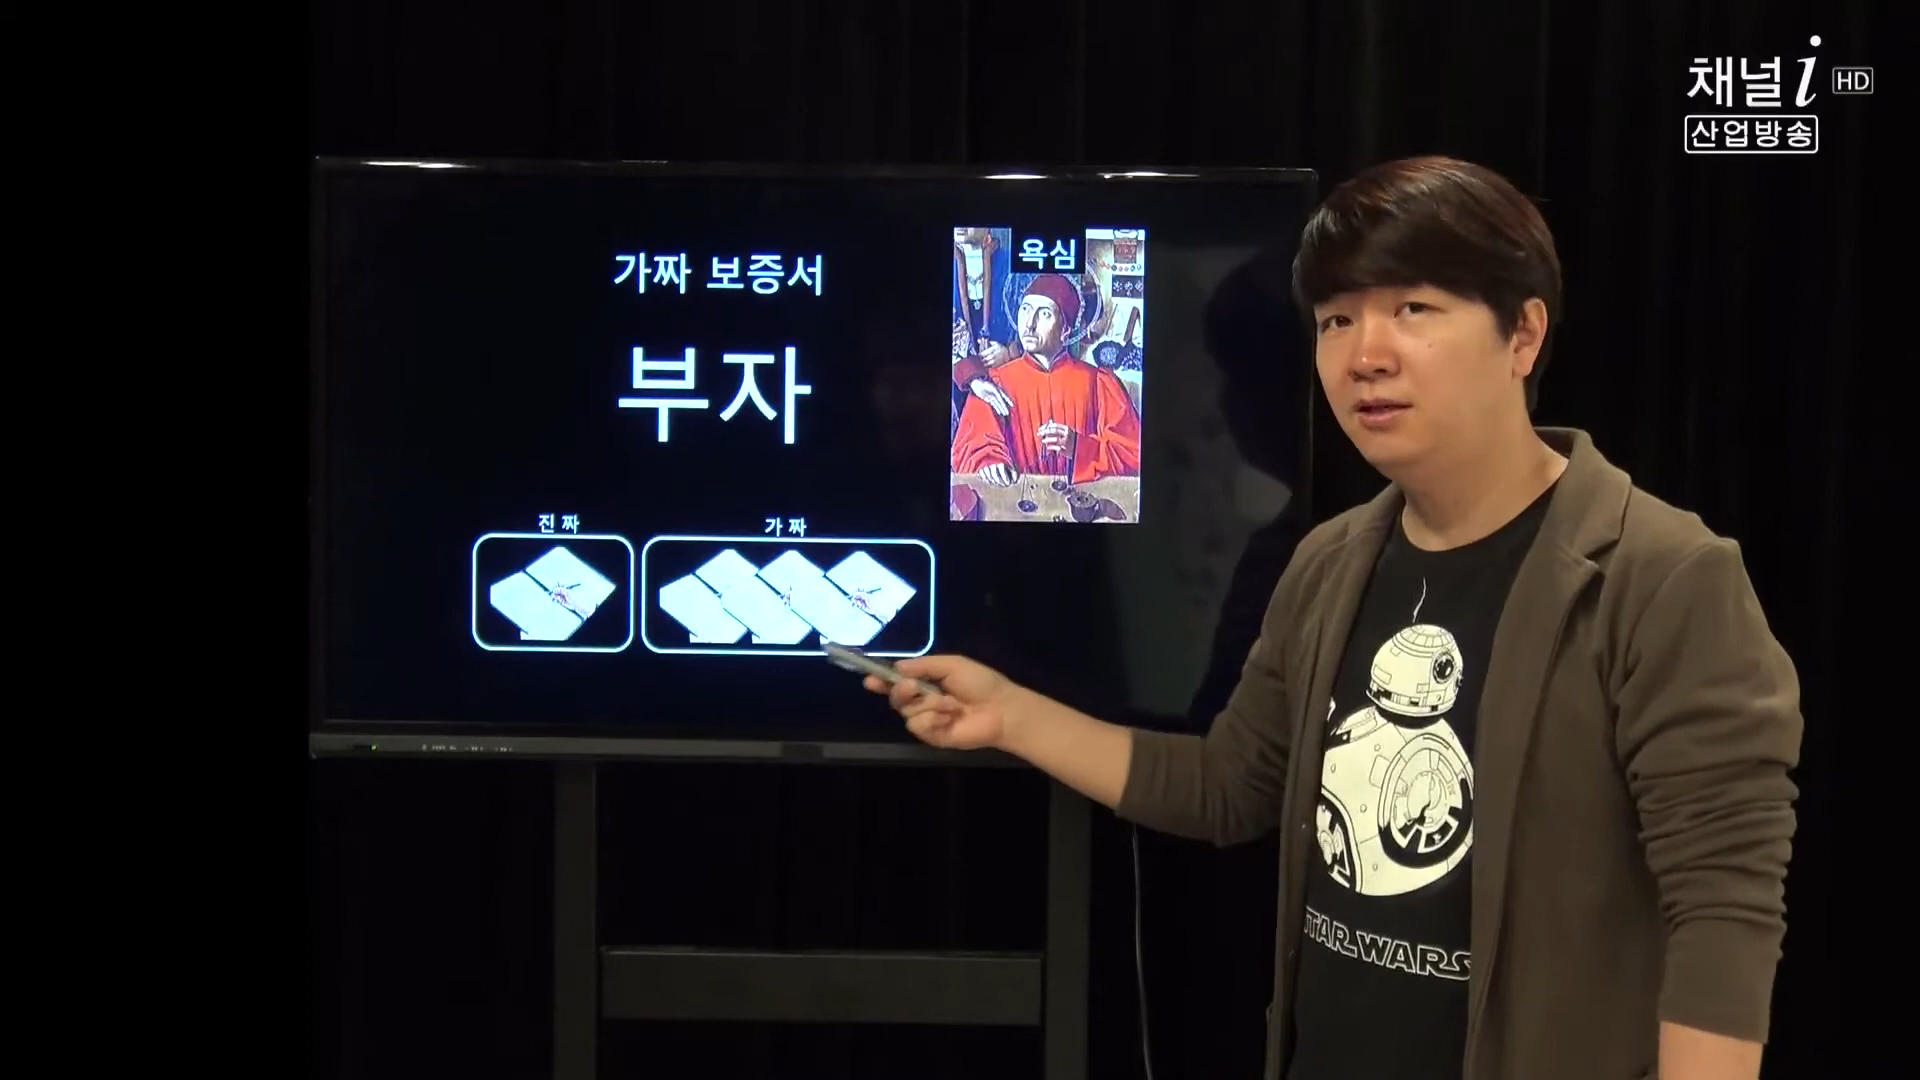 채널i HD
산업방송
가짜 보증서
욕심
부자
진짜
가짜
STAR WARS